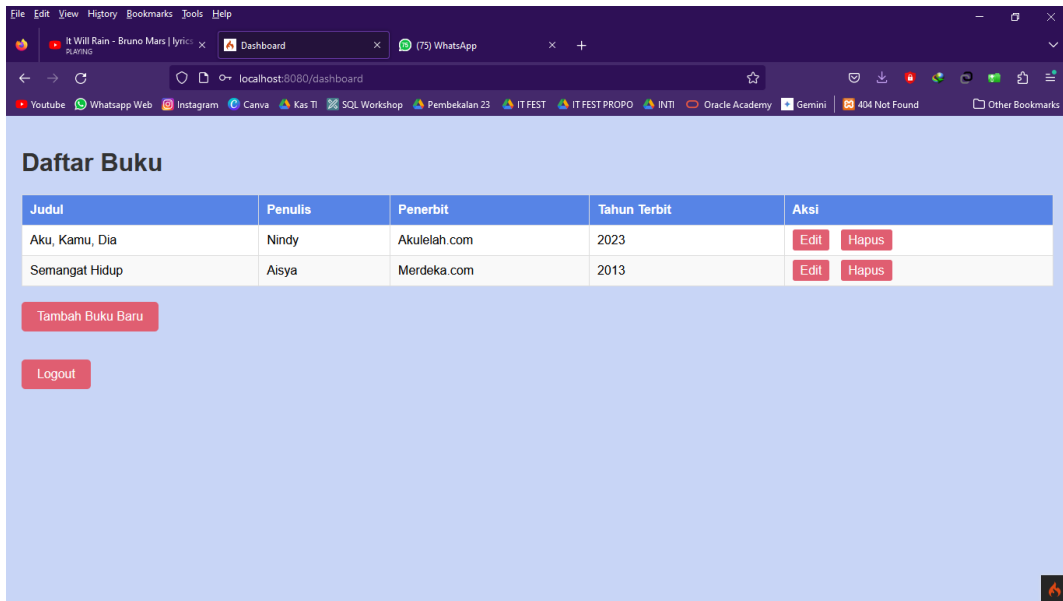 File Edit View History Bookmarks Tools Help
It Will Rain - Bruno Mars | lyrics
PLAYING
Dashboard
(75) WhatsApp
localhost:8080/dashboard
Youtube Whatsapp Web Instagram Canva Kas TI SQL Workshop Pembekalan 23 IT FEST IT FEST PROPO INTI Oracle Academy Gemini 404 Not Found Other Bookmarks
Daftar Buku
Judul Penulis Penerbit Tahun Terbit Aksi
Aku, Kamu, Dia Nindy Akulelah.com 2023 Edit Hapus
Semangat Hidup Aisya Merdeka.com 2013 Edit Hapus
Tambah Buku Baru
Logout